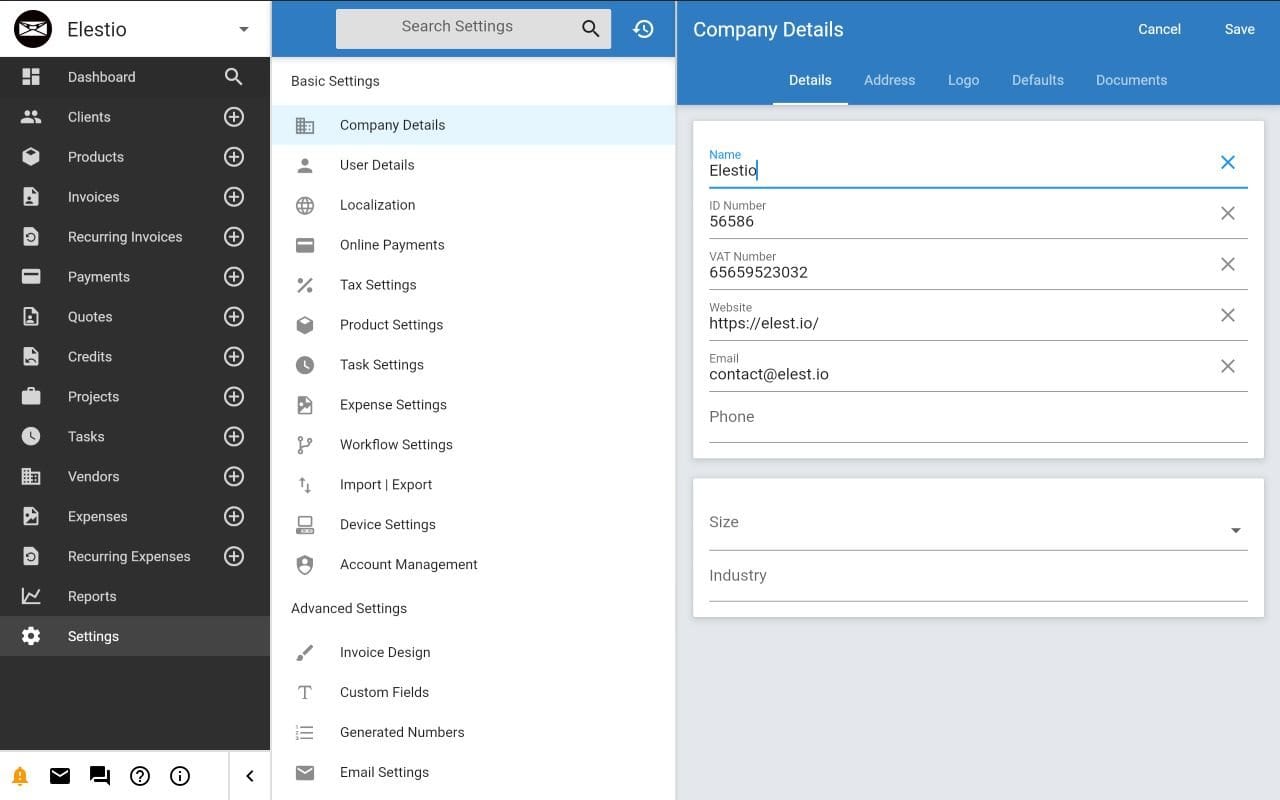 Elestio
Dashboard
Clients
Products
Invoices
Recurring Invoices
Payments
Quotes
Credits
Projects
Tasks
Vendors
Expenses
Recurring Expenses
Reports
Settings
Search Settings
Basic Settings
Company Details
User Details
Localization
Online Payments
Tax Settings
Product Settings
Task Settings
Expense Settings
Workflow Settings
Import | Export
Device Settings
Account Management
Advanced Settings
Invoice Design
Custom Fields
Generated Numbers
Email Settings
Company Details Cancel Save
Details Address Logo Defaults Documents
Name
Elestio
ID Number
56586
VAT Number
65659523032
Website
https://elest.io/
Email
contact@elest.io
Phone
Size
Industry